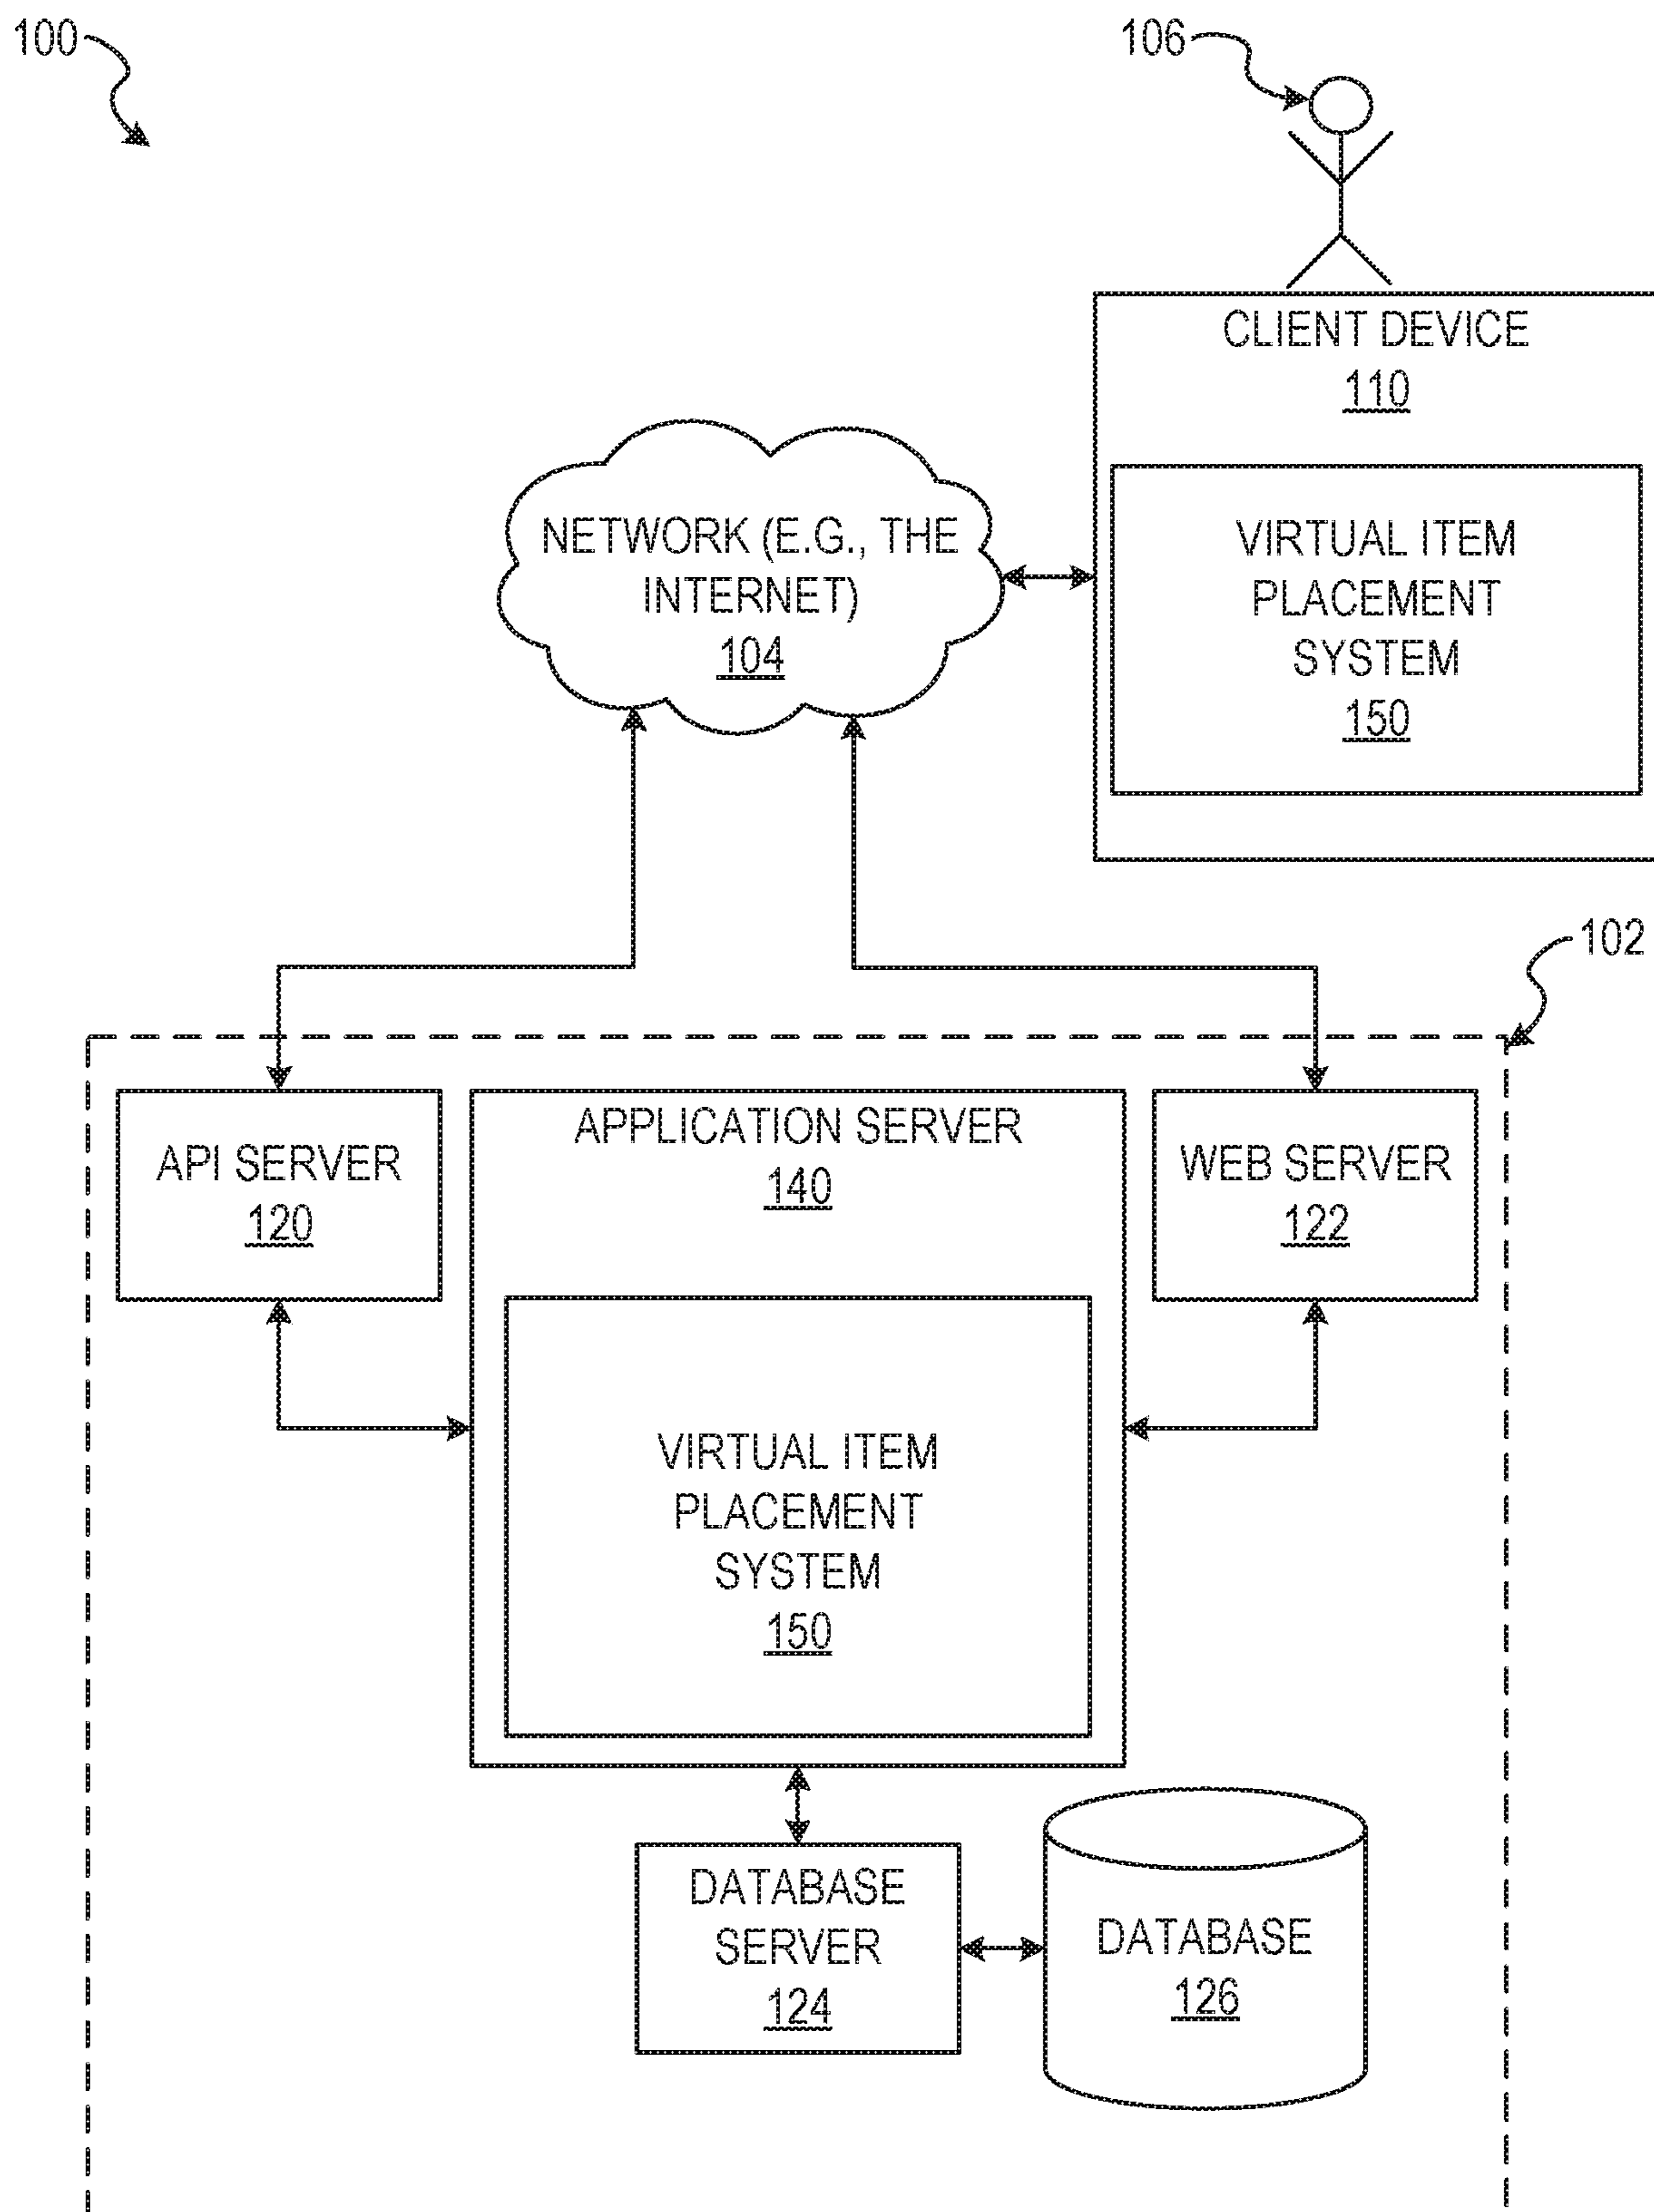 100
106
CLIENT DEVICE
110
NETWORK (E.G., THE
INTERNET)
104
VIRTUAL ITEM
PLACEMENT
SYSTEM
150
102
API SERVER
120
APPLICATION SERVER
140
WEB SERVER
122
VIRTUAL ITEM
PLACEMENT
SYSTEM
150
DATABASE
SERVER
124
DATABASE
126